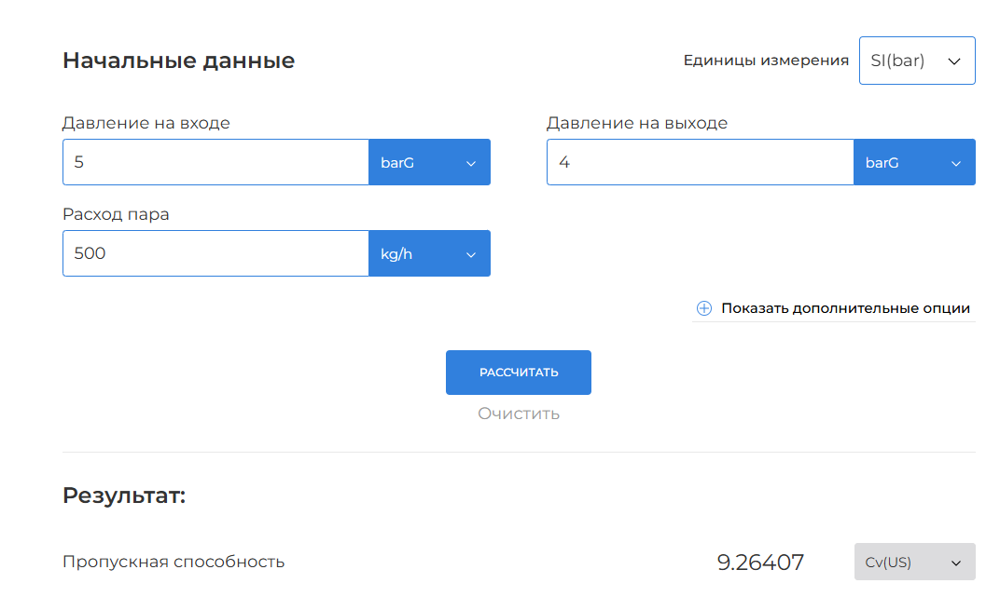 Начальные данные
Единицы измерения
SI(bar)
Давление на входе
Давление на выходе
5
barG
4
barG
Расход пара
500
kg/h
Показать дополнительные опции
РАССЧИТАТЬ
Очистить
Результат:
Пропускная способность
9.26407
Cv(US)